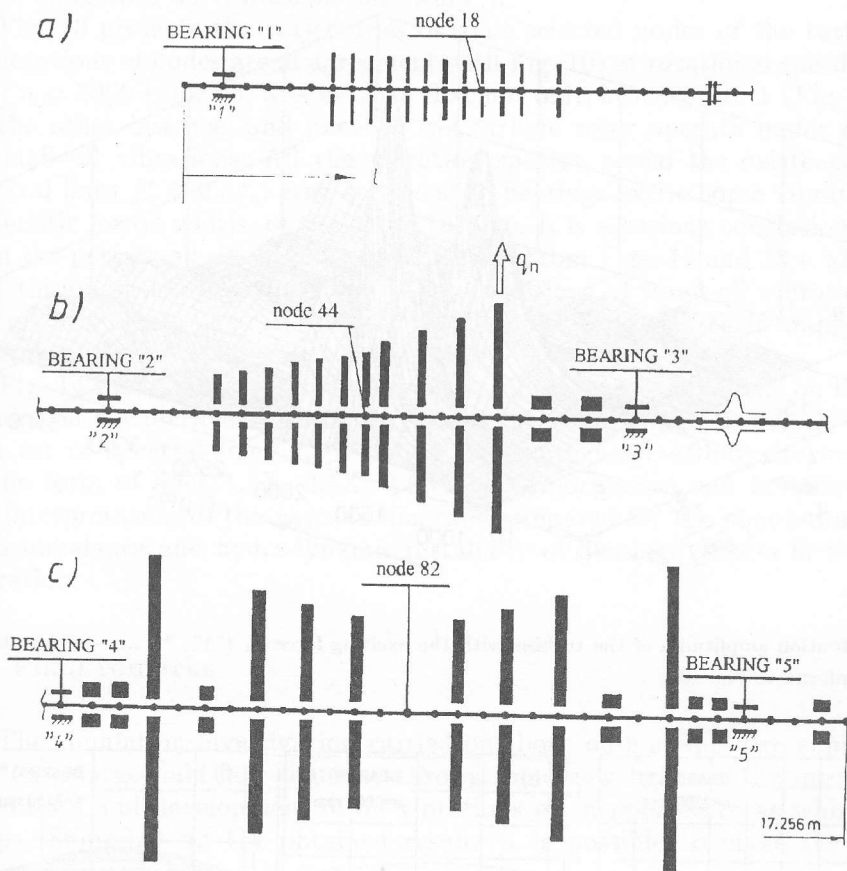 a)
BEARING "1"
node 18
"1"
l
qn
b)
node 44
BEARING "2"
BEARING "3"
"2"
"3"
c)
node 82
BEARING "4"
BEARING "5"
"4"
"5"
17.256 m